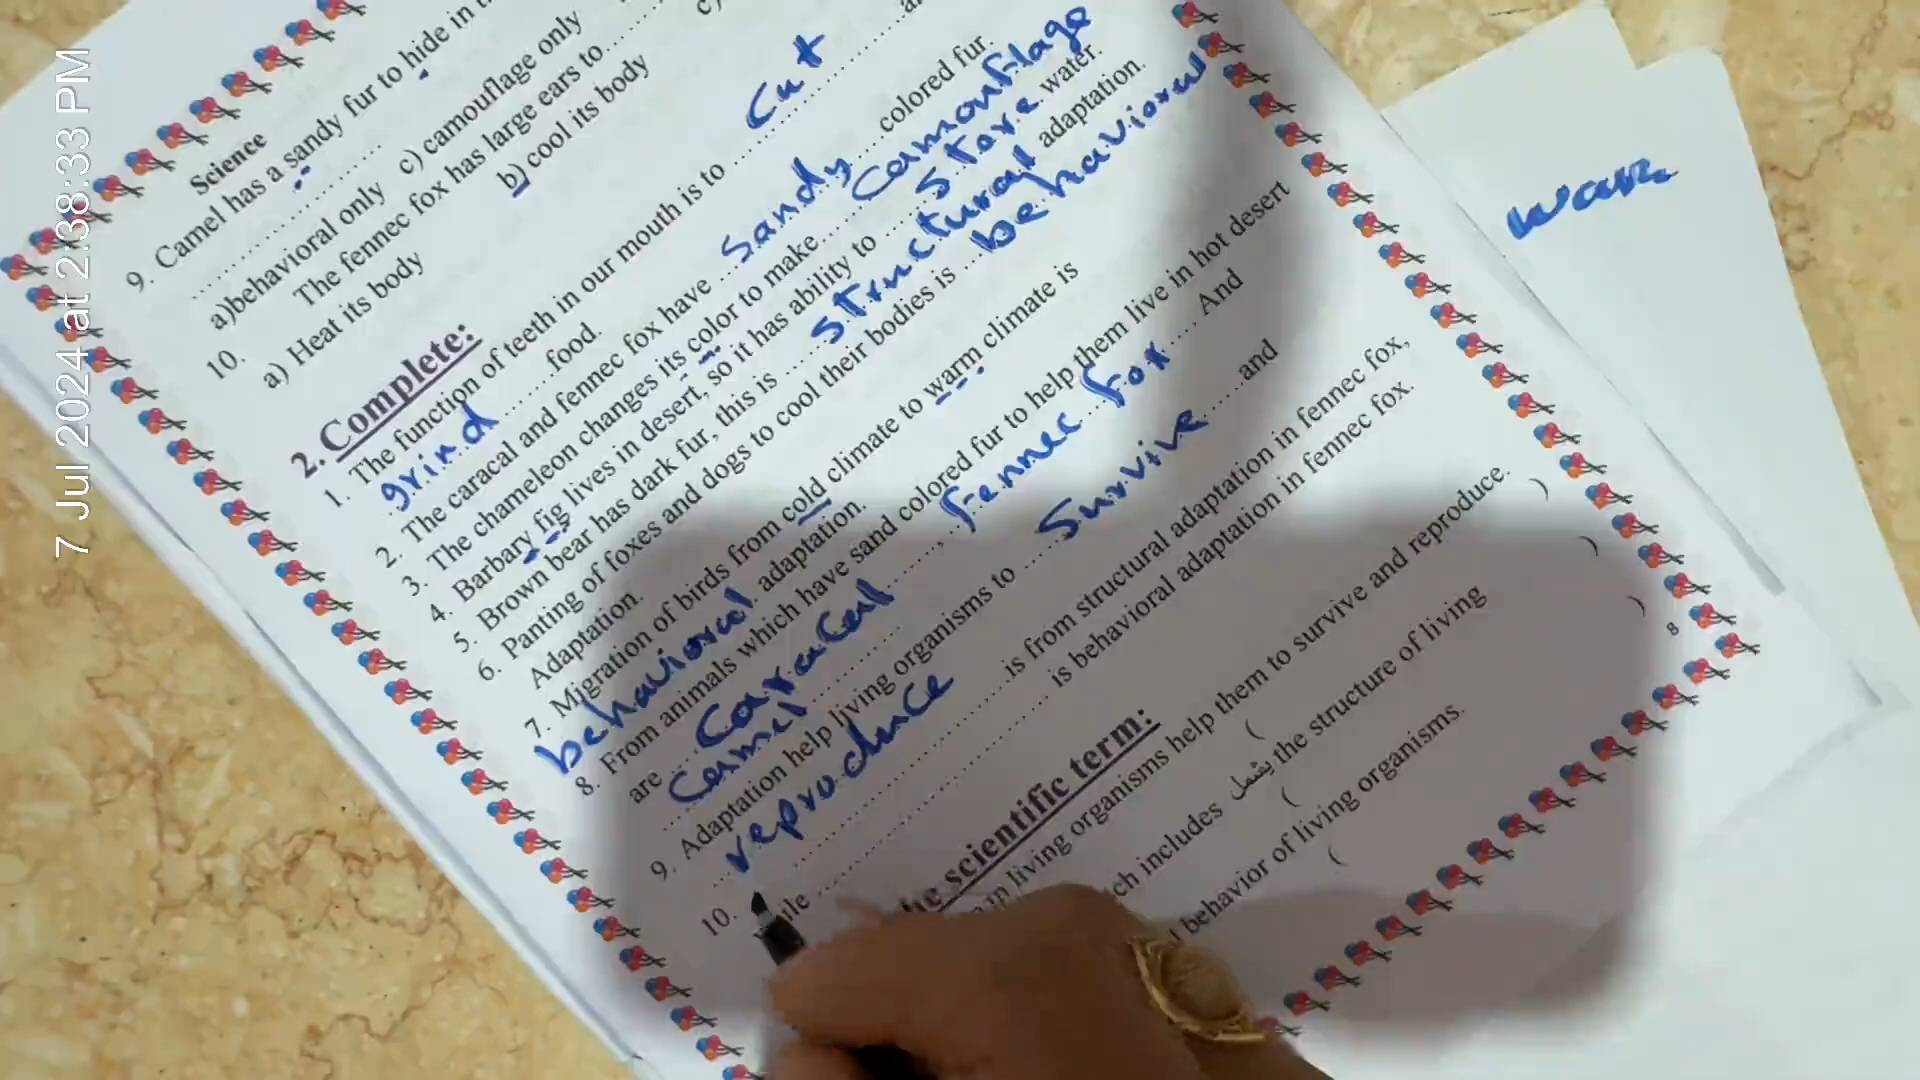 7 Jul 2024 at 2:38:33 PM
Science
9. Camel has a sandy fur to hide in
..............................
a)behavioral only c) camouflage only
10. The fennec fox has large ears to......
a) Heat its body b) cool its body c)
2. Complete:
1. The function of teeth in our mouth is to ...cut...
grind ........ food.
2. The caracal and fennec fox have ...sandy... colored fur.
3. The chameleon changes its color to make....camouflage
4. Barbary fig lives in desert, so it has ability to ...store... water.
5. Brown bear has dark fur, this is .....structural adaptation.
6. Panting of foxes and dogs to cool their bodies is ...behavioral
Adaptation.
7. Migration of birds from cold climate to warm climate is
behavioral. adaptation.
8. From animals which have sand colored fur to help them live in hot desert
are ...caracal......, ..fennec fox..... And
camel
9. Adaptation help living organisms to ....survive.....and
...reproduce
10. ........................ is from structural adaptation in fennec fox,
while ........................ is behavioral adaptation in fennec fox.
scientific term:
in living organisms help them to survive and reproduce.
( )
includes يشمل the structure of living
( )
behavior of living organisms.
( )
8
warm